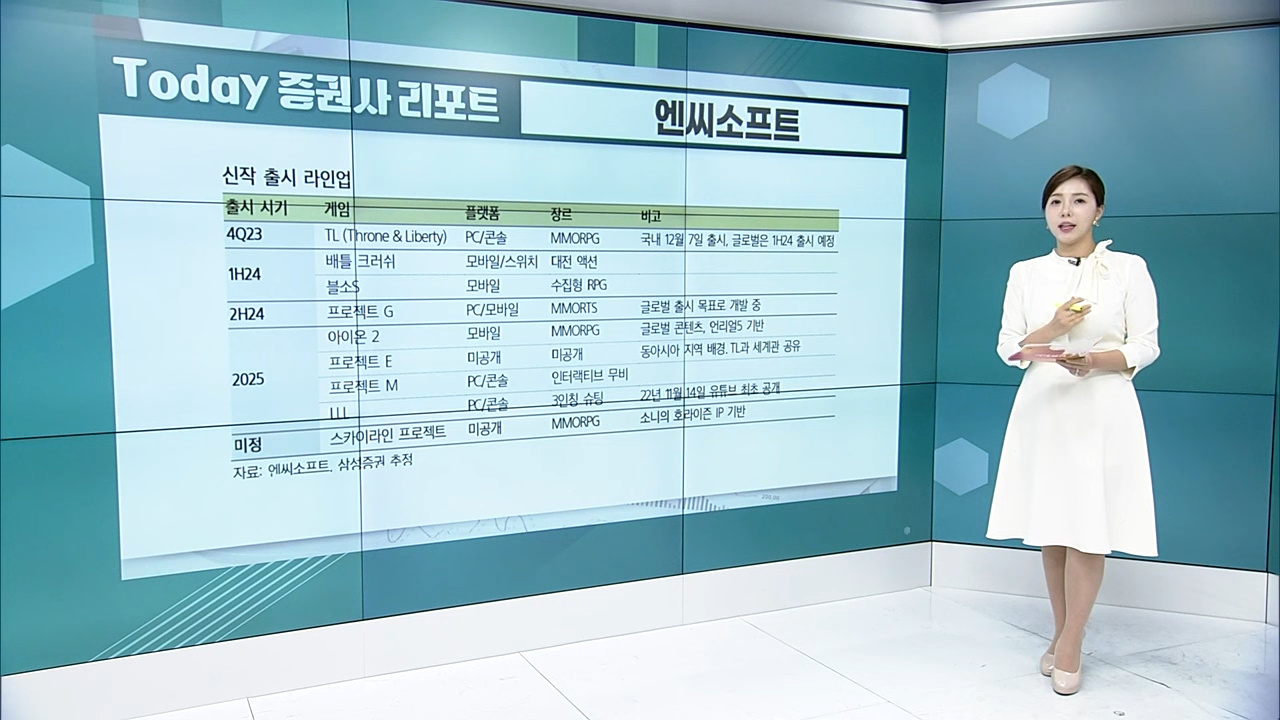 Today 증권사 리포트
엔씨소프트
신작 출시 라인업
출시 시기 게임 플랫폼 장르 비고
4Q23 TL (Throne & Liberty) PC/콘솔 MMORPG 국내 12월 7일 출시, 글로벌은 1H24 출시 예정
1H24 배틀 크러쉬 모바일/스위치 대전 액션
블소S 모바일 수집형 RPG
2H24 프로젝트 G PC/모바일 MMORTS 글로벌 출시 목표로 개발 중
2025 아이온 2 모바일 MMORPG 글로벌 콘텐츠, 언리얼5 기반
프로젝트 E 미공개 미공개 동아시아 지역 배경. TL과 세계관 공유
프로젝트 M PC/콘솔 인터랙티브 무비
LLL PC/콘솔 3인칭 슈팅 22년 11월 14일 유튜브 최초 공개
미정 스카이라인 프로젝트 미공개 MMORPG 소니의 호라이즌 IP 기반
자료: 엔씨소프트, 삼성증권 추정